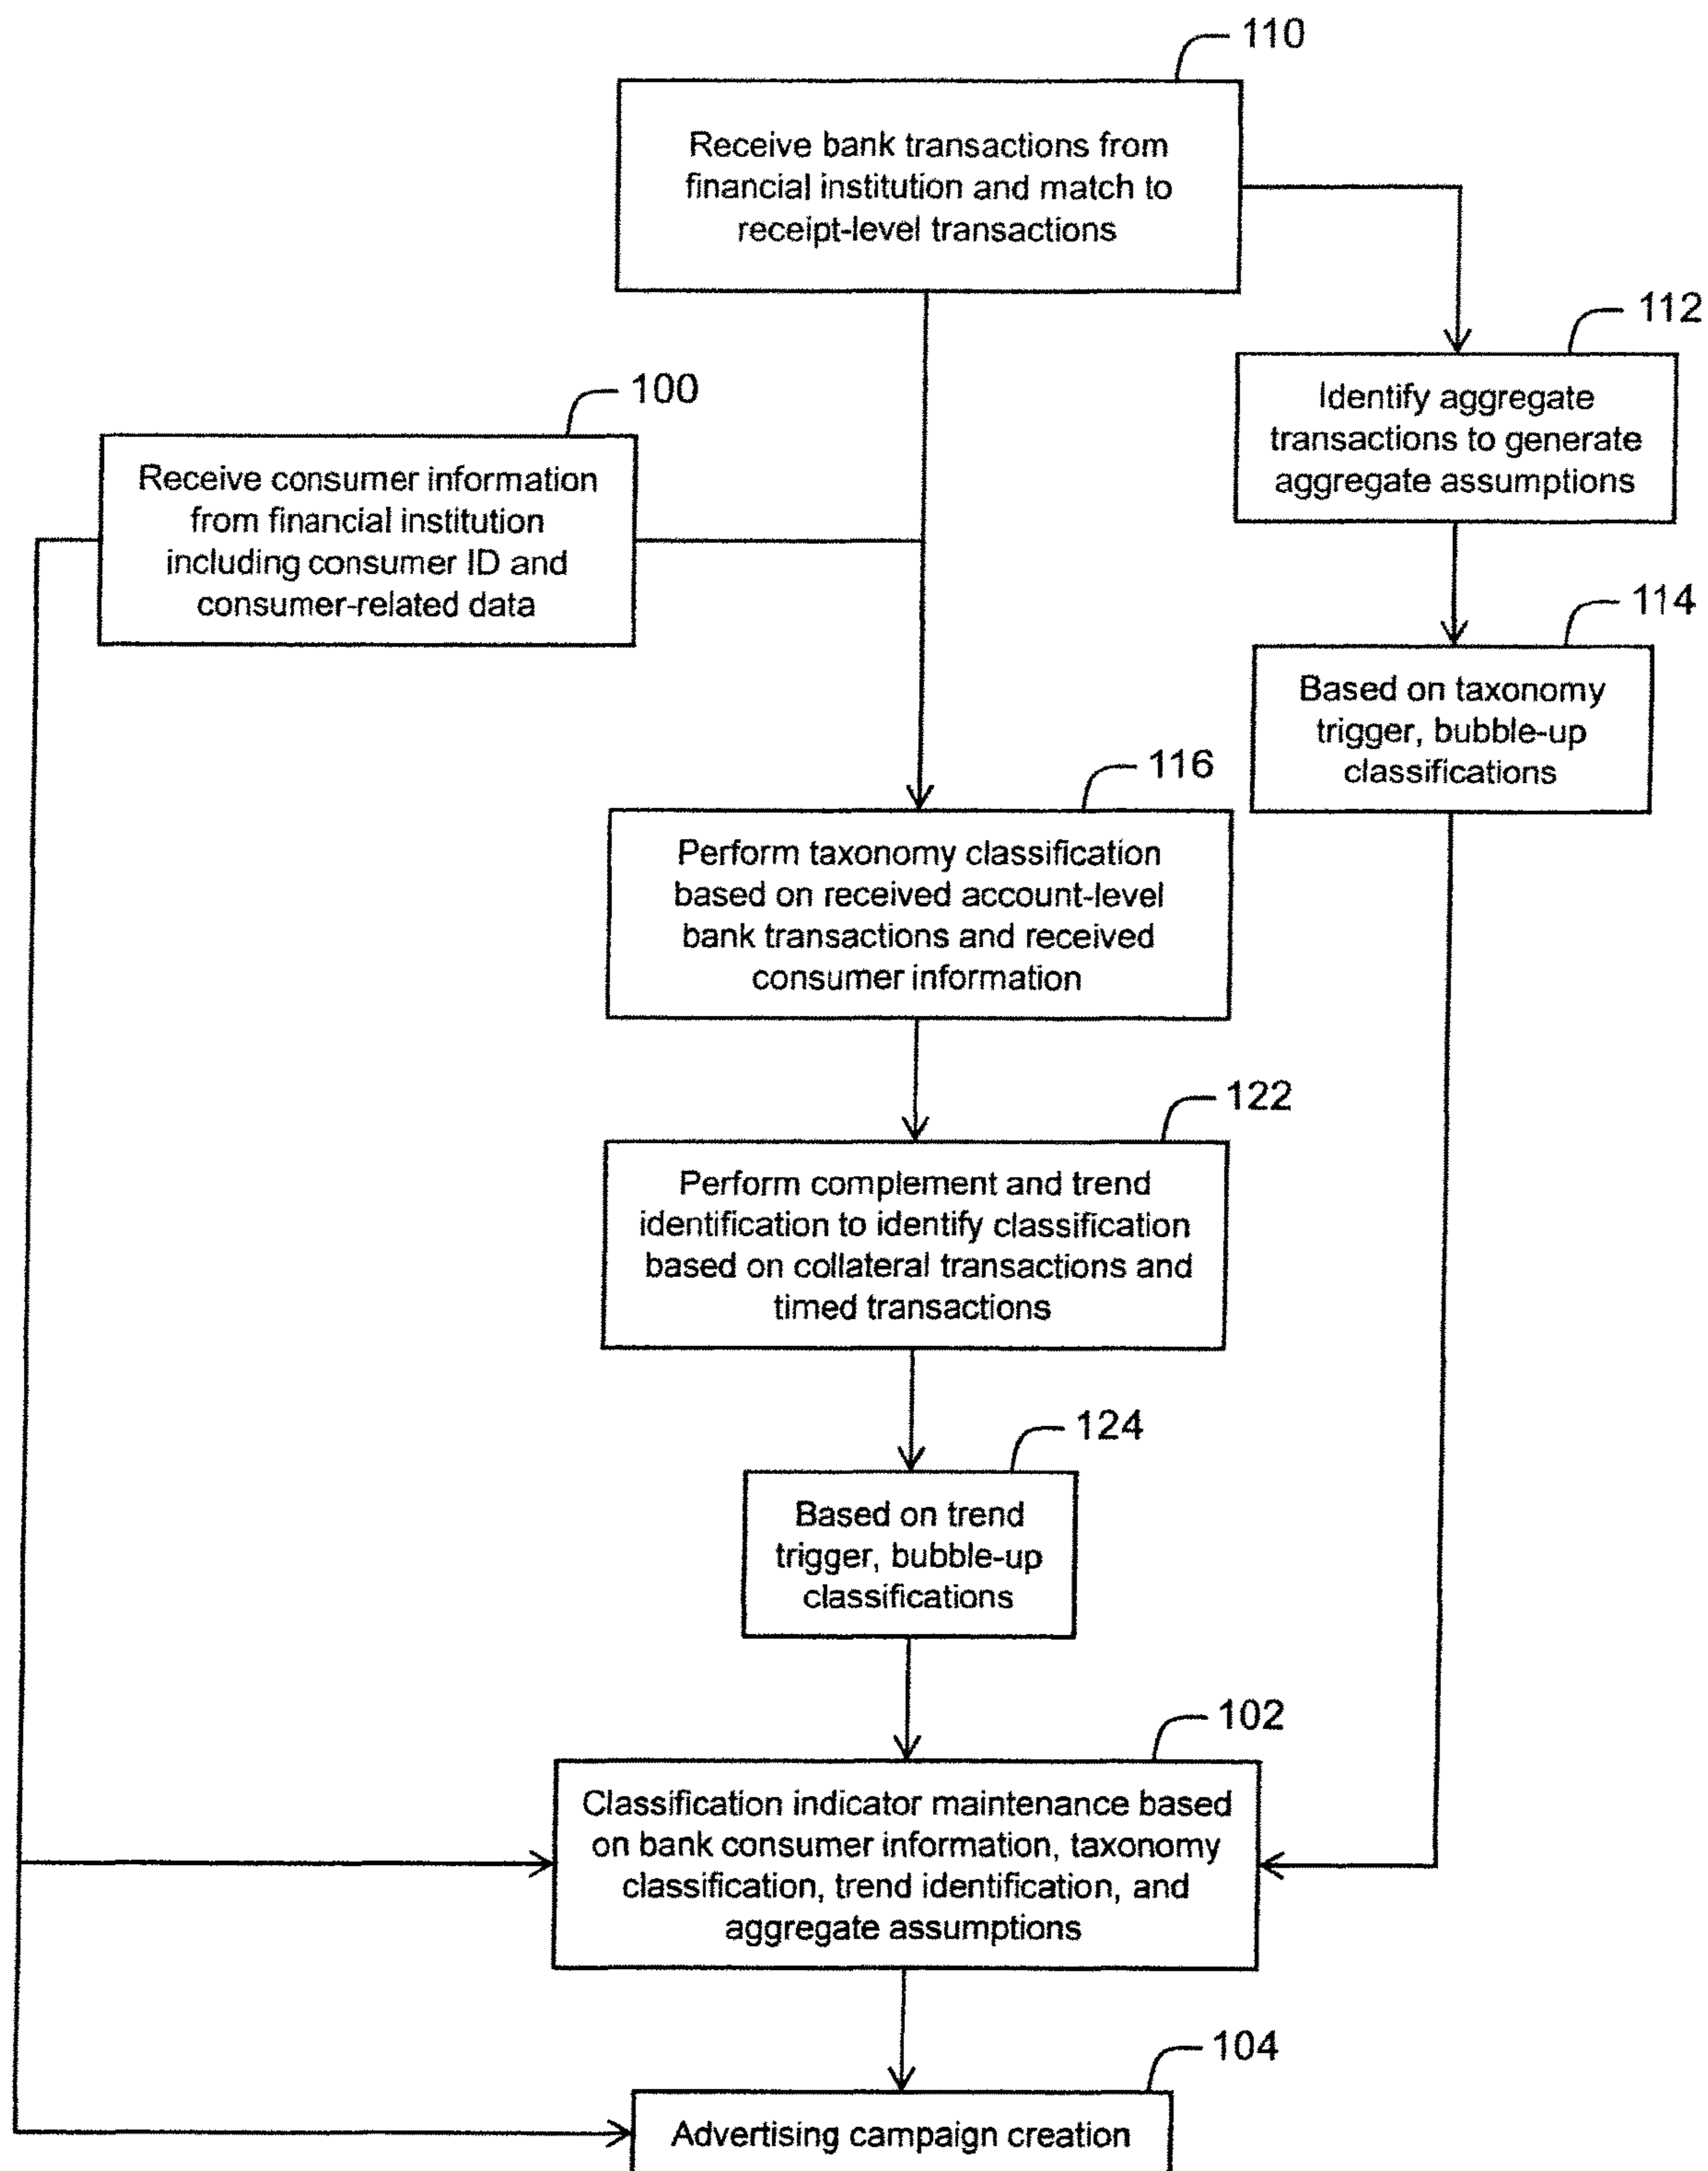 110
Receive bank transactions from
financial institution and match to
receipt-level transactions
112
Identify aggregate
transactions to generate
aggregate assumptions
100
Receive consumer information
from financial institution
including consumer ID and
consumer-related data
114
Based on taxonomy
trigger, bubble-up
classifications
116
Perform taxonomy classification
based on received account-level
bank transactions and received
consumer information
122
Perform complement and trend
identification to identify classification
based on collateral transactions and
timed transactions
124
Based on trend
trigger, bubble-up
classifications
102
Classification indicator maintenance based
on bank consumer information, taxonomy
classification, trend identification, and
aggregate assumptions
104
Advertising campaign creation